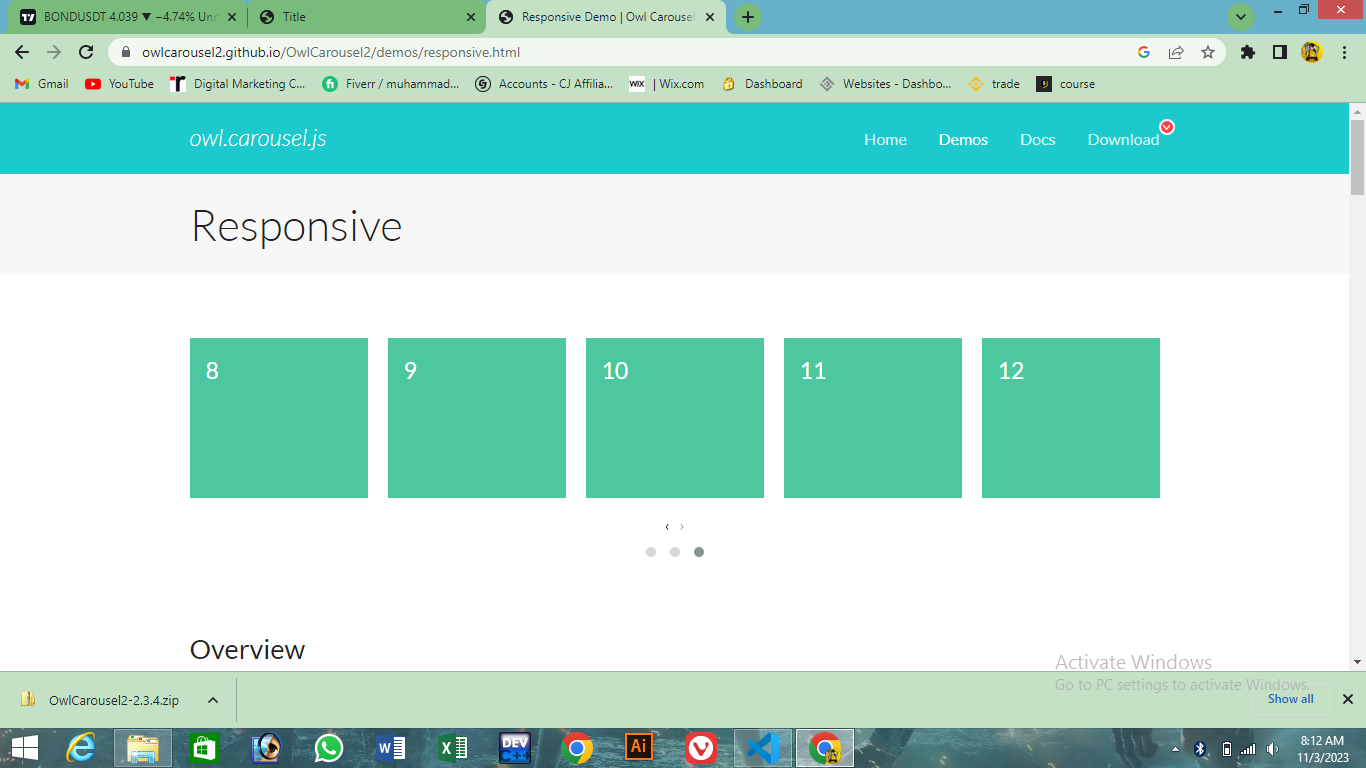 BONDUSDT 4.039 ▼ −4.74% Unn
Title
Responsive Demo | Owl Carousel
owlcarousel2.github.io/OwlCarousel2/demos/responsive.html
Gmail
YouTube
Digital Marketing C...
Fiverr / muhammad...
Accounts - CJ Affilia...
WIX
| Wix.com
Dashboard
Websites - Dashbo...
trade
course
owl.carousel.js
Home
Demos
Docs
Download
Responsive
8
9
10
11
12
‹ ›
Overview
Activate Windows
Go to PC settings to activate Windows.
OwlCarousel2-2.3.4.zip
Show all
DEV
Ai
8:12 AM
11/3/2023